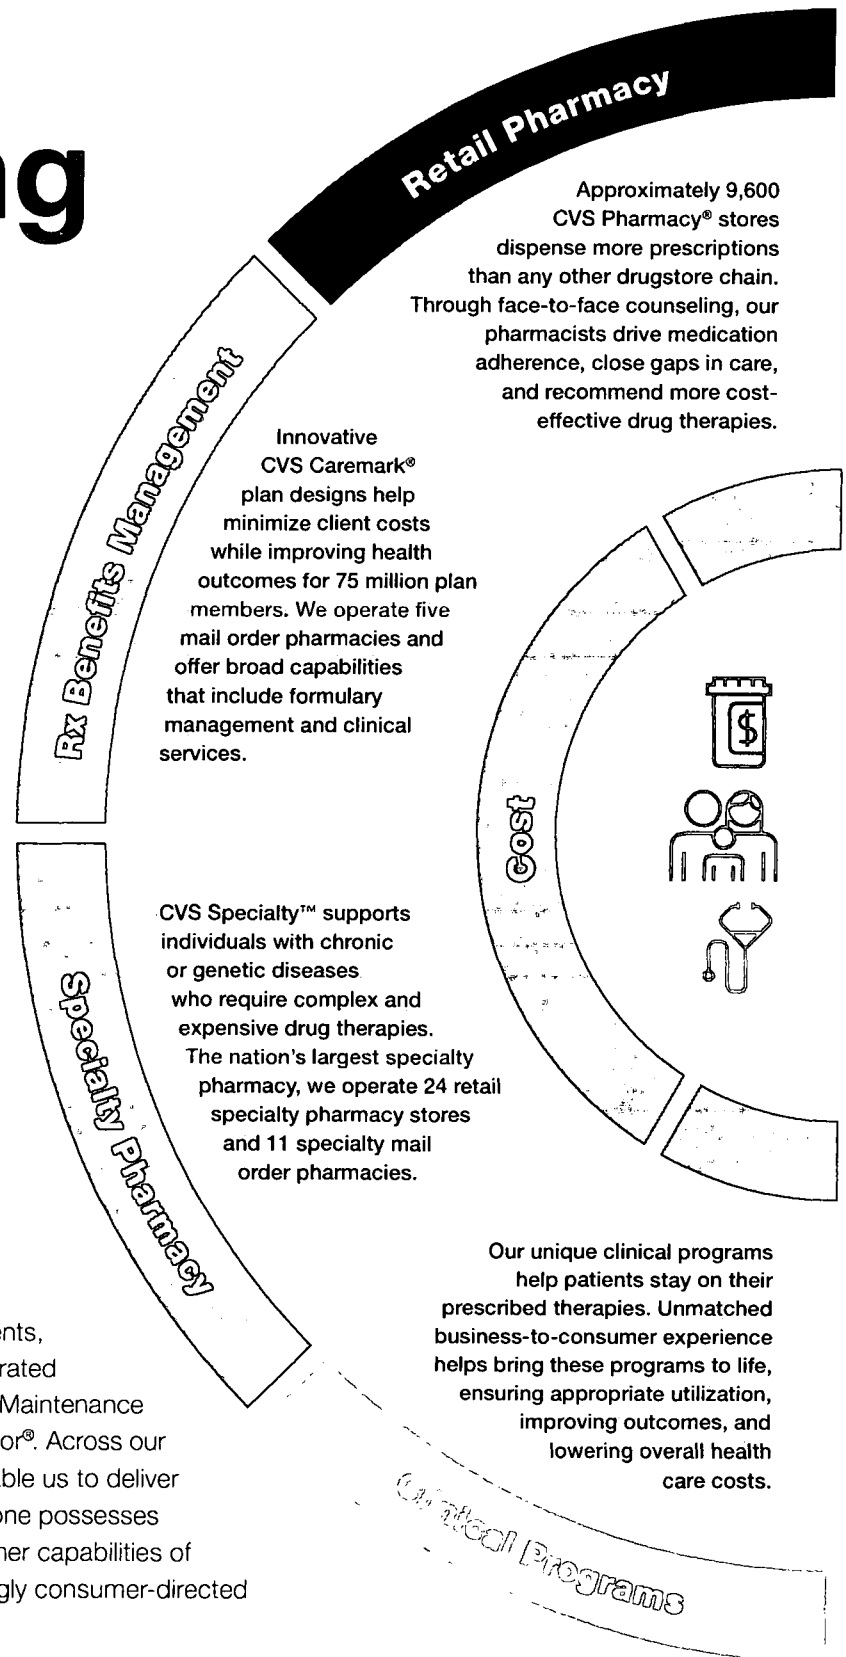 Retail Pharmacy
Approximately 9,600
CVS Pharmacy® stores
dispense more prescriptions
than any other drugstore chain.
Through face-to-face counseling, our
pharmacists drive medication
adherence, close gaps in care,
and recommend more cost-
effective drug therapies.
Rx Benefits Management
Innovative
CVS Caremark®
plan designs help
minimize client costs
while improving health
outcomes for 75 million plan
members. We operate five
mail order pharmacies and
offer broad capabilities
that include formulary
management and clinical
services.
Cost
$
Specialty Pharmacy
CVS Specialty™ supports
individuals with chronic
or genetic diseases
who require complex and
expensive drug therapies.
The nation's largest specialty
pharmacy, we operate 24 retail
specialty pharmacy stores
and 11 specialty mail
order pharmacies.
Our unique clinical programs
help patients stay on their
prescribed therapies. Unmatched
business-to-consumer experience
helps bring these programs to life,
ensuring appropriate utilization,
improving outcomes, and
lowering overall health
care costs.
Clinical Programs
Maintenance
Across our
us to deliver
one possesses
capabilities of
consumer-directed